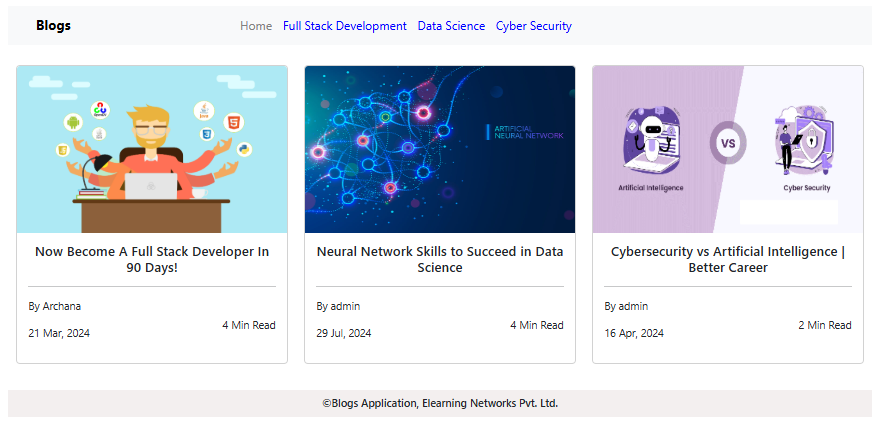 Blogs
Home Full Stack Development Data Science Cyber Security
ARTIFICIAL
NEURAL NETWORK
VS
Artificial Intelligence
Cyber Security
Now Become A Full Stack Developer In
90 Days!
By Archana
21 Mar, 2024
4 Min Read
Neural Network Skills to Succeed in Data
Science
By admin
29 Jul, 2024
4 Min Read
Cybersecurity vs Artificial Intelligence |
Better Career
By admin
16 Apr, 2024
2 Min Read
©Blogs Application, Elearning Networks Pvt. Ltd.